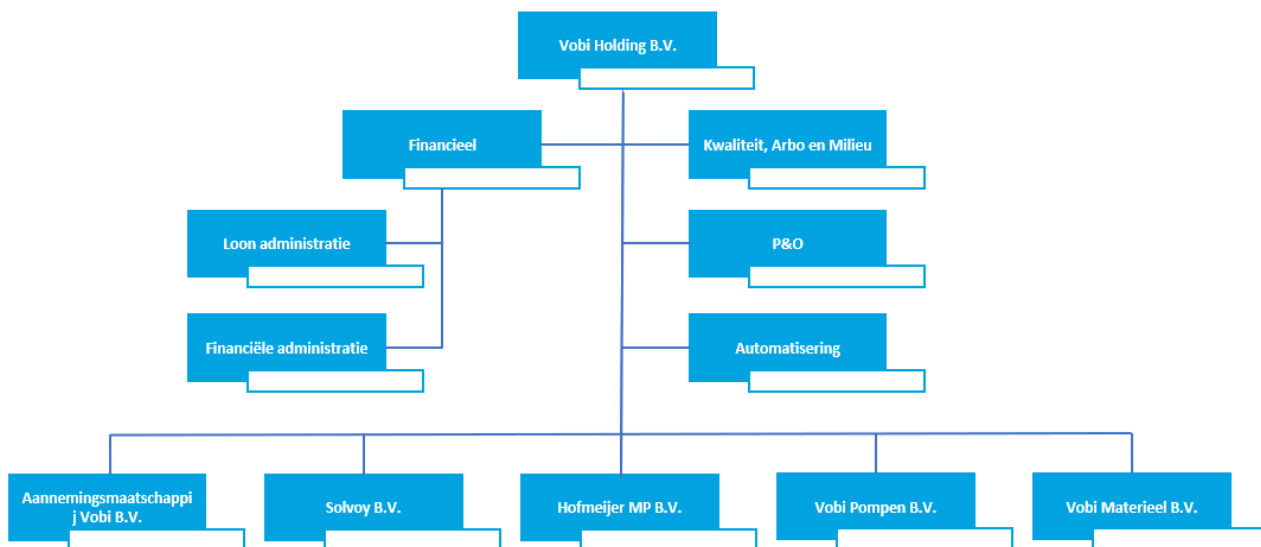 Vobi Holding B.V.
Financieel
Kwaliteit, Arbo en Milieu
Loon administratie
P&O
Financiële administratie
Automatisering
Aannemingsmaatschappi
j Vobi B.V.
Solvoy B.V.
Hofmeijer MP B.V.
Vobi Pompen B.V.
Vobi Materieel B.V.